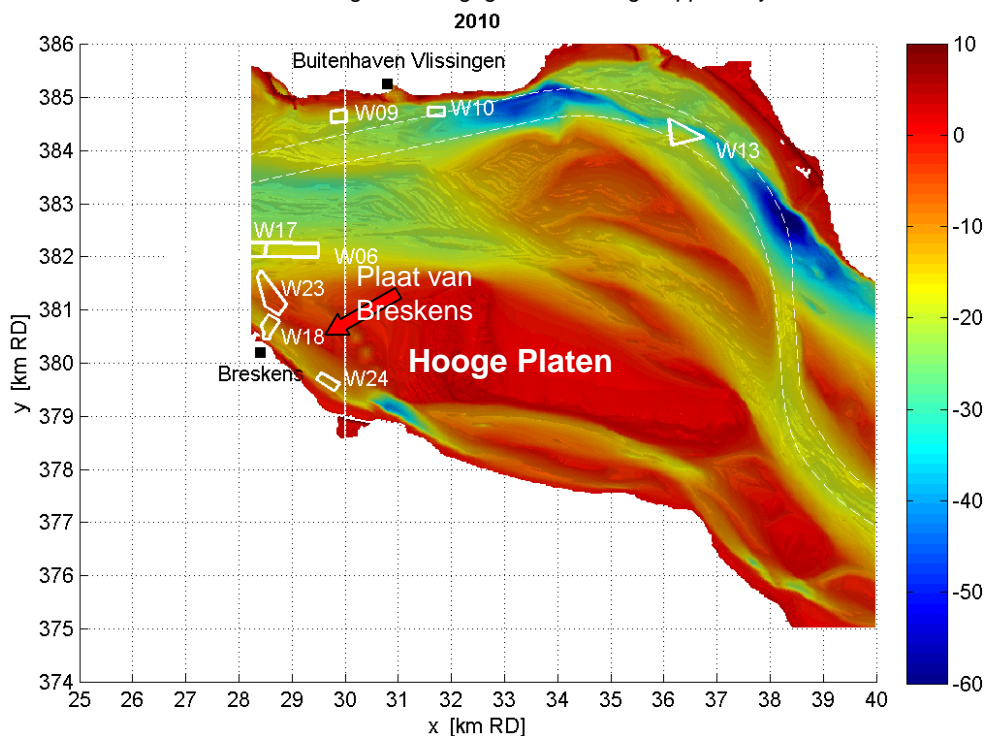 2010
Buitenhaven Vlissingen
W09
W10
W13
W17
W06
W23
Plaat van
Breskens
W18
Hooge Platen
Breskens
W24
386
385
384
383
382
381
380
379
378
377
376
375
374
y [km RD]
25 26 27 28 29 30 31 32 33 34 35 36 37 38 39 40
x [km RD]
10
0
-10
-20
-30
-40
-50
-60